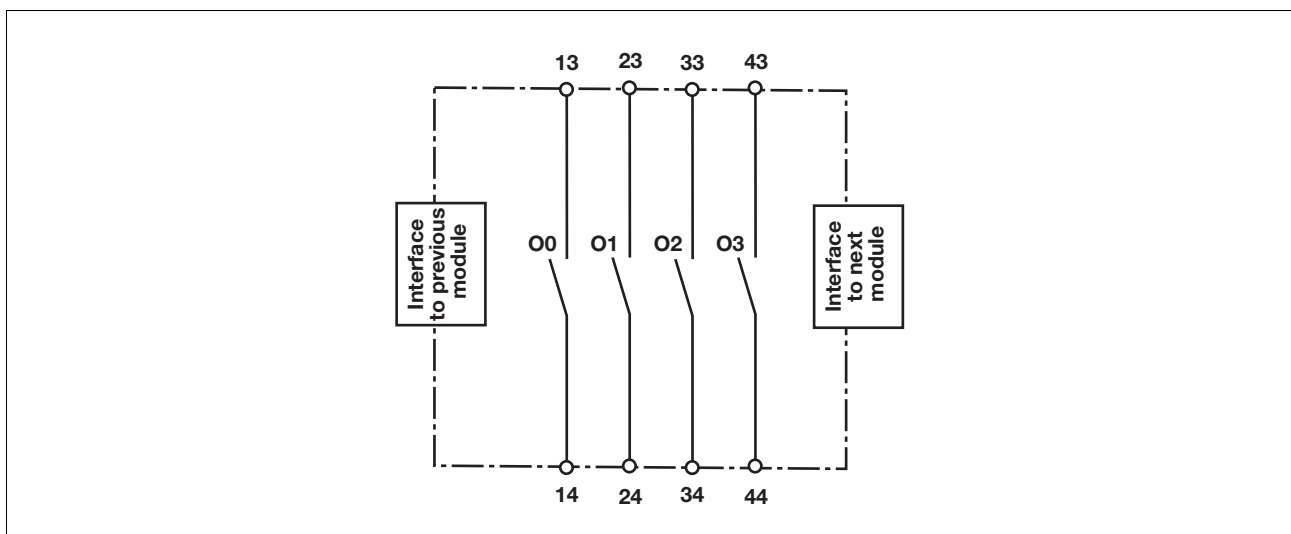 13 23 33 43
Interface
to previous
module
O0 O1 O2 O3
Interface
to next
module
14 24 34 44